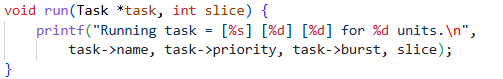 void run(Task *task, int slice) {
    printf("Running task = [%s] [%d] [%d] for %d units.\n",
        task->name, task->priority, task->burst, slice);
}